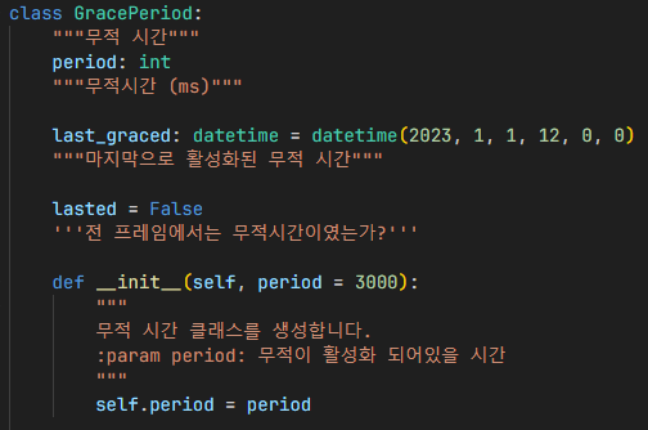 class GracePeriod:
"""무적 시간"""
period: int
"""무적시간 (ms)"""
last_graced: datetime = datetime(2023, 1, 1, 12, 0, 0)
"""마지막으로 활성화된 무적 시간"""
lasted = False
'''전 프레임에서는 무적시간이였는가?'''
def __init__(self, period = 3000):
"""
무적 시간 클래스를 생성합니다.
:param period: 무적이 활성화 되어있을 시간
"""
self.period = period